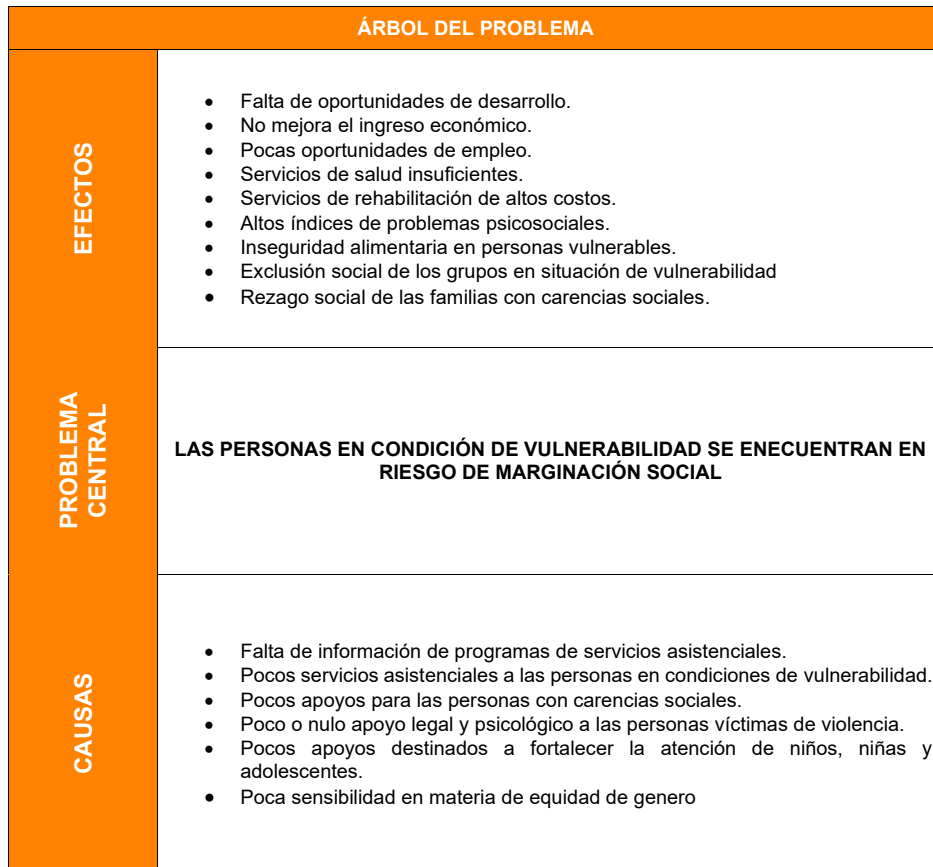 ÁRBOL DEL PROBLEMA
EFECTOS
• Falta de oportunidades de desarrollo.
• No mejora el ingreso económico.
• Pocas oportunidades de empleo.
• Servicios de salud insuficientes.
• Servicios de rehabilitación de altos costos.
• Altos índices de problemas psicosociales.
• Inseguridad alimentaria en personas vulnerables.
• Exclusión social de los grupos en situación de vulnerabilidad
• Rezago social de las familias con carencias sociales.
PROBLEMA
CENTRAL
LAS PERSONAS EN CONDICIÓN DE VULNERABILIDAD SE ENECUENTRAN EN
RIESGO DE MARGINACIÓN SOCIAL
CAUSAS
• Falta de información de programas de servicios asistenciales.
• Pocos servicios asistenciales a las personas en condiciones de vulnerabilidad.
• Pocos apoyos para las personas con carencias sociales.
• Poco o nulo apoyo legal y psicológico a las personas víctimas de violencia.
• Pocos apoyos destinados a fortalecer la atención de niños, niñas y
adolescentes.
• Poca sensibilidad en materia de equidad de genero